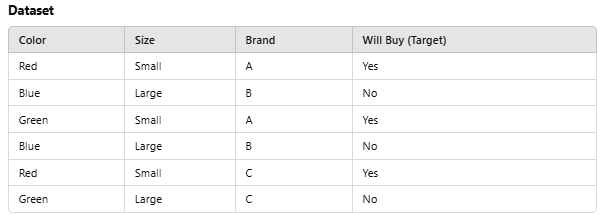 Dataset
Color Size Brand Will Buy (Target)
Red Small A Yes
Blue Large B No
Green Small A Yes
Blue Large B No
Red Small C Yes
Green Large C No